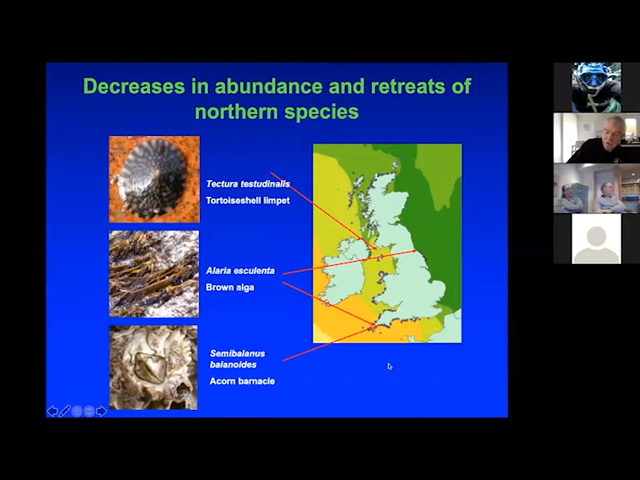 Decreases in abundance and retreats of
northern species
Tectura testudinalis
Tortoiseshell limpet
Alaria esculenta
Brown alga
Semibalanus
balanoides
Acorn barnacle